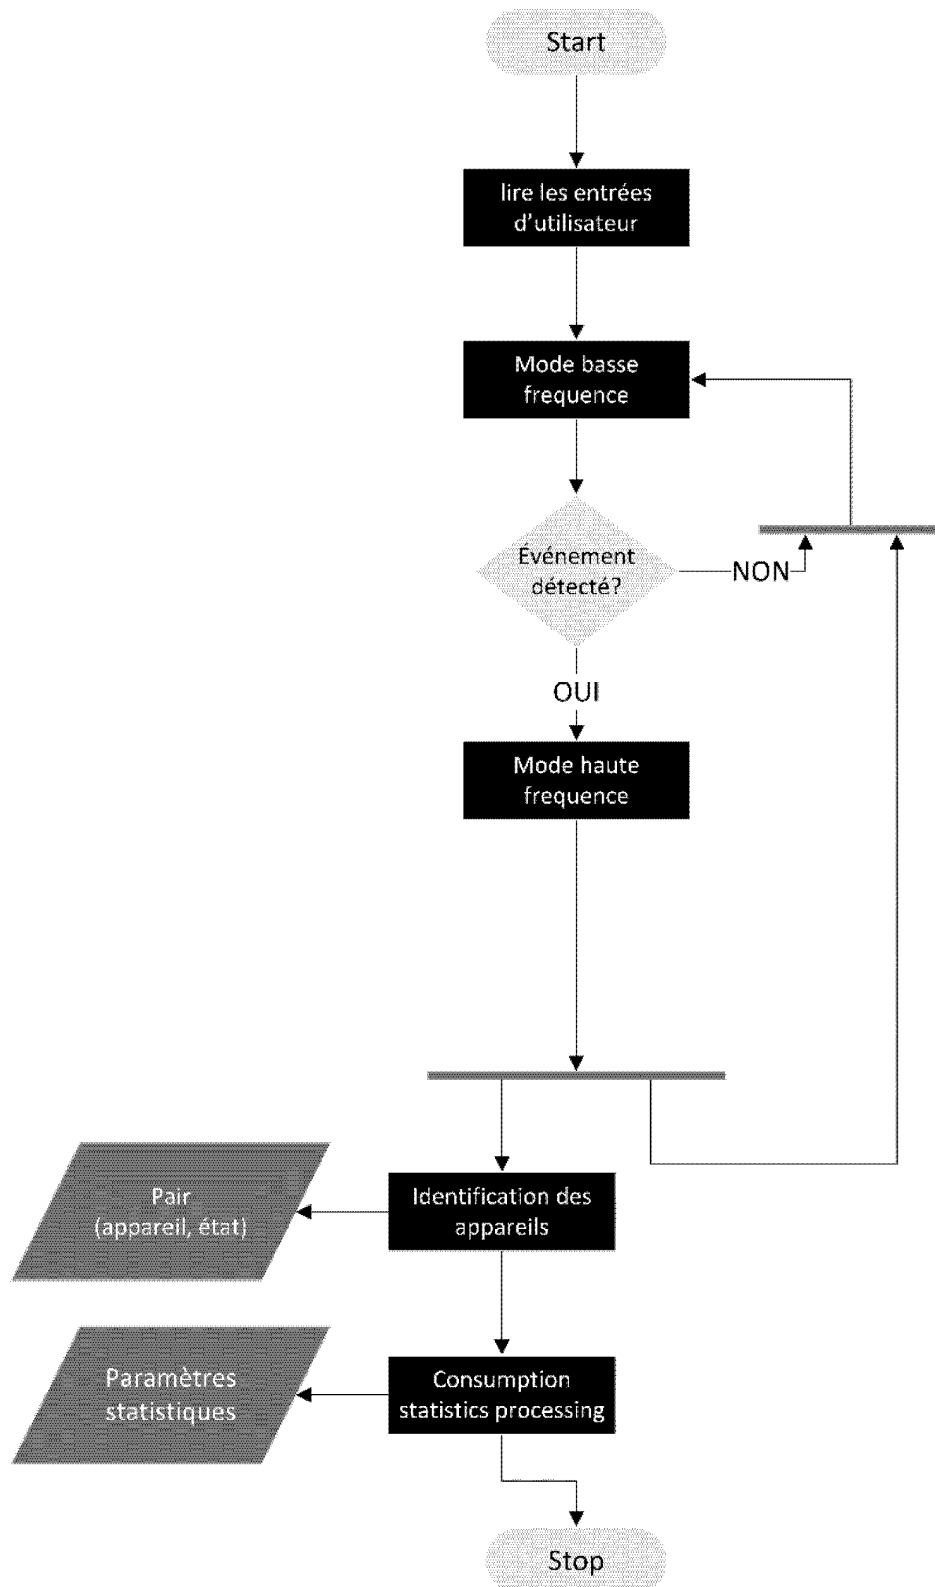 Start
lire les entrées
d'utilisateur
Mode basse
frequence
Événement
détecté?
NON
OUI
Mode haute
frequence
Pair
(appareil, état)
Identification des
appareils
Paramètres
statistiques
Consumption
statistics processing
Stop